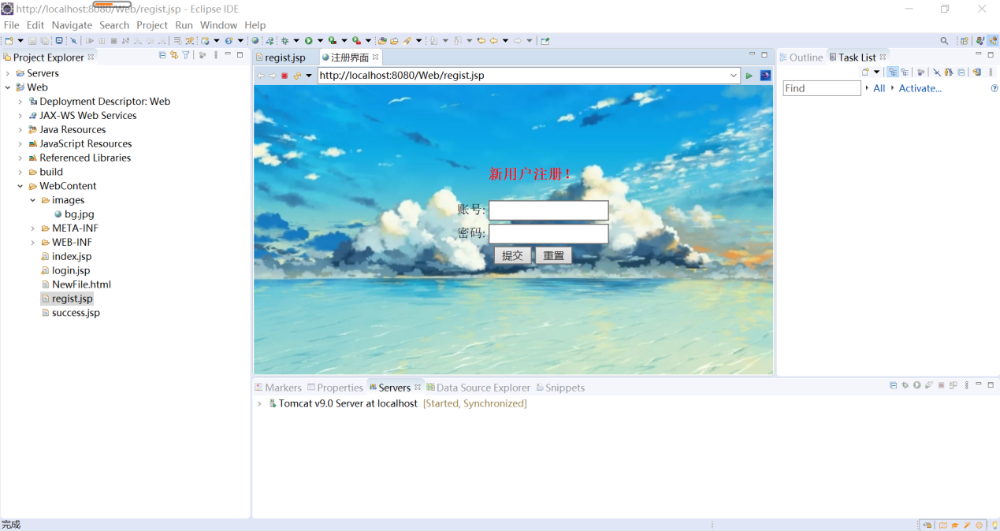 http://localhost:8080/Web/regist.jsp - Eclipse IDE
File Edit Navigate Search Project Run Window Help
Project Explorer
Servers
Web
Deployment Descriptor: Web
JAX-WS Web Services
Java Resources
JavaScript Resources
Referenced Libraries
build
WebContent
images
bg.jpg
META-INF
WEB-INF
index.jsp
login.jsp
NewFile.html
regist.jsp
success.jsp
regist.jsp 注册界面
http://localhost:8080/Web/regist.jsp
新用户注册！
账号:
密码:
提交 重置
Outline Task List
Find All Activate...
Markers Properties Servers Data Source Explorer Snippets
Tomcat v9.0 Server at localhost [Started, Synchronized]
完成